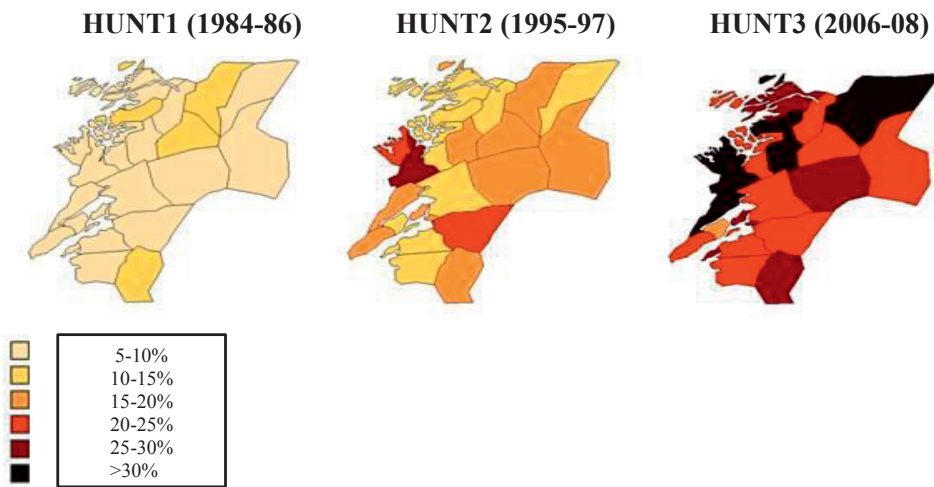 HUNT1 (1984-86)
HUNT2 (1995-97)
HUNT3 (2006-08)
5-10%
10-15%
15-20%
20-25%
25-30%
>30%